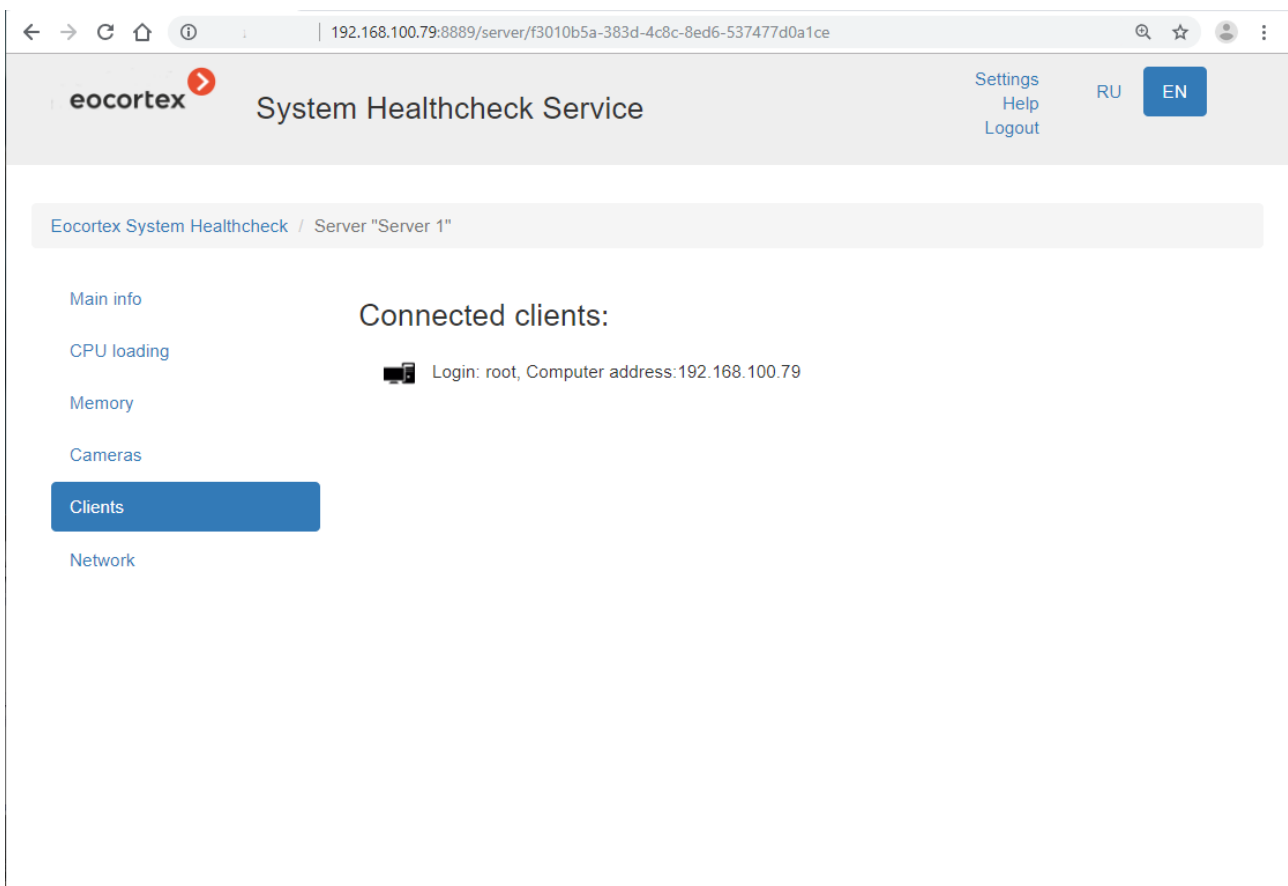 192.168.100.79:8889/server/f3010b5a-383d-4c8c-8ed6-537477d0a1ce
eocortex
System Healthcheck Service
Settings
Help
Logout
RU
EN
Eocortex System Healthcheck / Server "Server 1"
Main info
CPU loading
Memory
Cameras
Clients
Network
Connected clients:
Login: root, Computer address:192.168.100.79